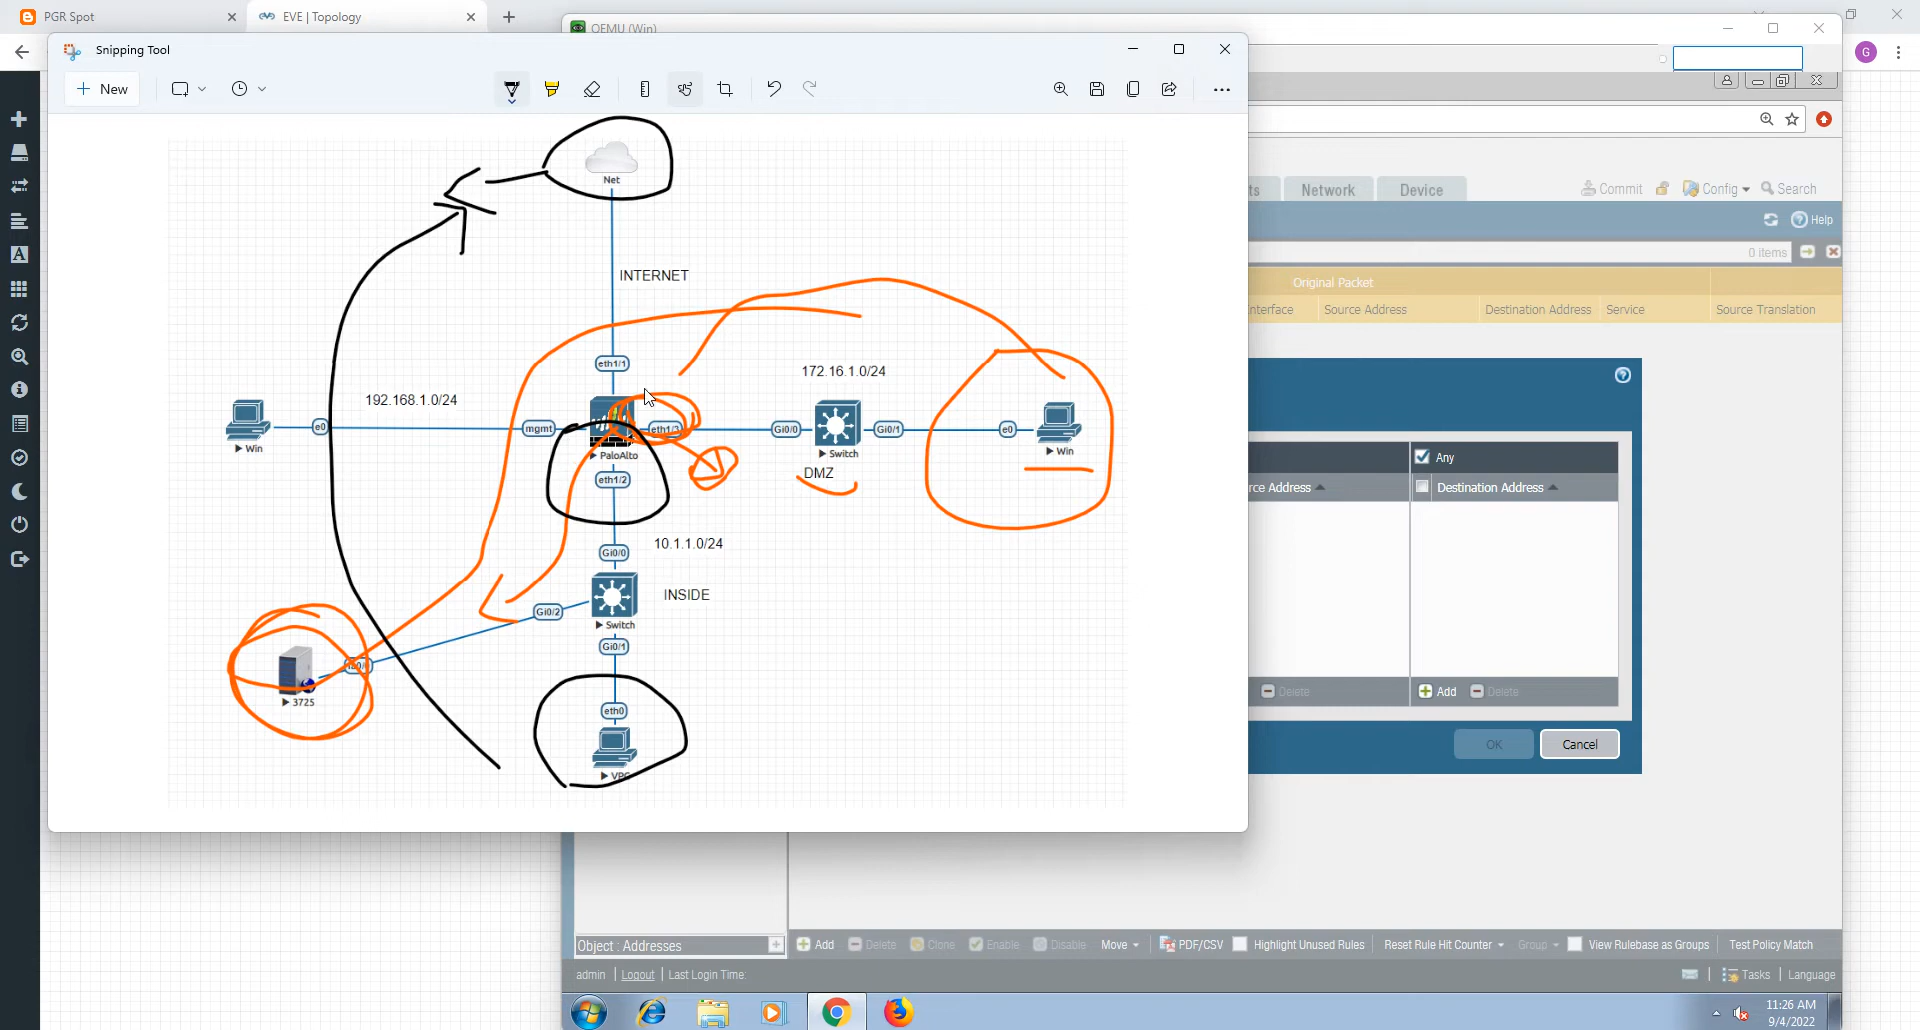 PGR Spot
EVE | Topology
QEMU (Win)
G
Snipping Tool
New
Net
INTERNET
eth1/1
172.16.1.0/24
192.168.1.0/24
e0
mgmt
eth1/3
Gi0/0
Gi0/1
e0
Win
PaloAlto
Switch
Win
eth1/2
DMZ
10.1.1.0/24
Gi0/0
INSIDE
Gi0/2
Switch
Gi0/1
3725
eth0
VPC
Network
Device
Commit
Config
Search
Help
0 items
Original Packet
Source Address
Destination Address
Service
Source Translation
Any
Destination Address
Delete
Add
Delete
OK
Cancel
Object : Addresses
Add
Delete
Clone
Enable
Disable
Move
PDF/CSV
Highlight Unused Rules
Reset Rule Hit Counter
Group
View Rulebase as Groups
Test Policy Match
admin | Logout | Last Login Time:
Tasks | Language
11:26 AM
9/4/2022